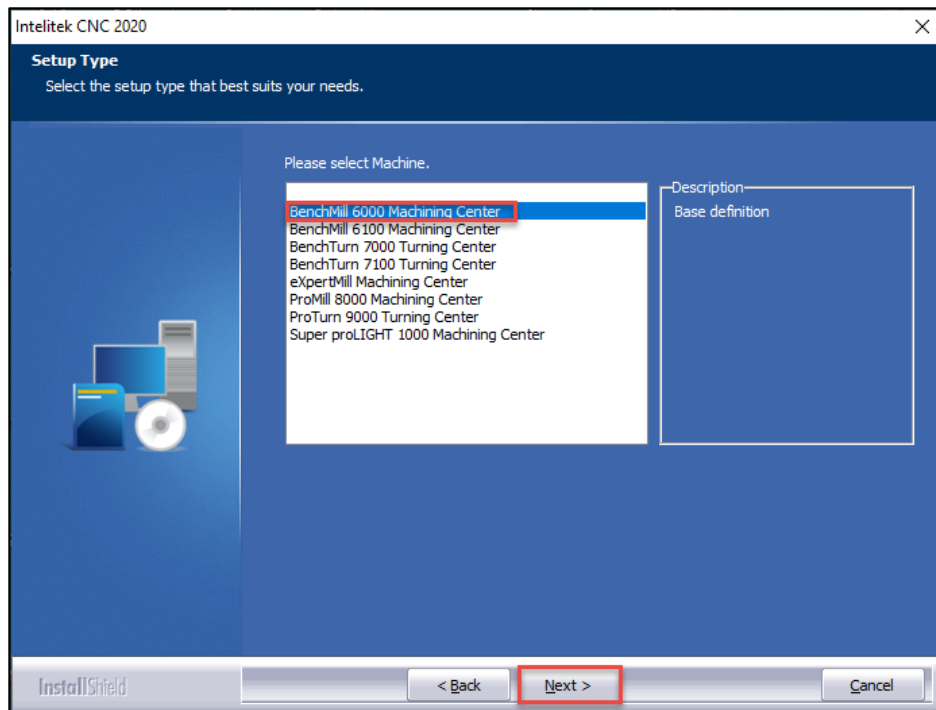 Intelitek CNC 2020
Setup Type
Select the setup type that best suits your needs.
Please select Machine.
BenchMill 6000 Machining Center
BenchMill 6100 Machining Center
BenchTurn 7000 Turning Center
BenchTurn 7100 Turning Center
eXpertMill Machining Center
ProMill 8000 Machining Center
ProTurn 9000 Turning Center
Super proLIGHT 1000 Machining Center
Description
Base definition
InstallShield
< Back
Next >
Cancel